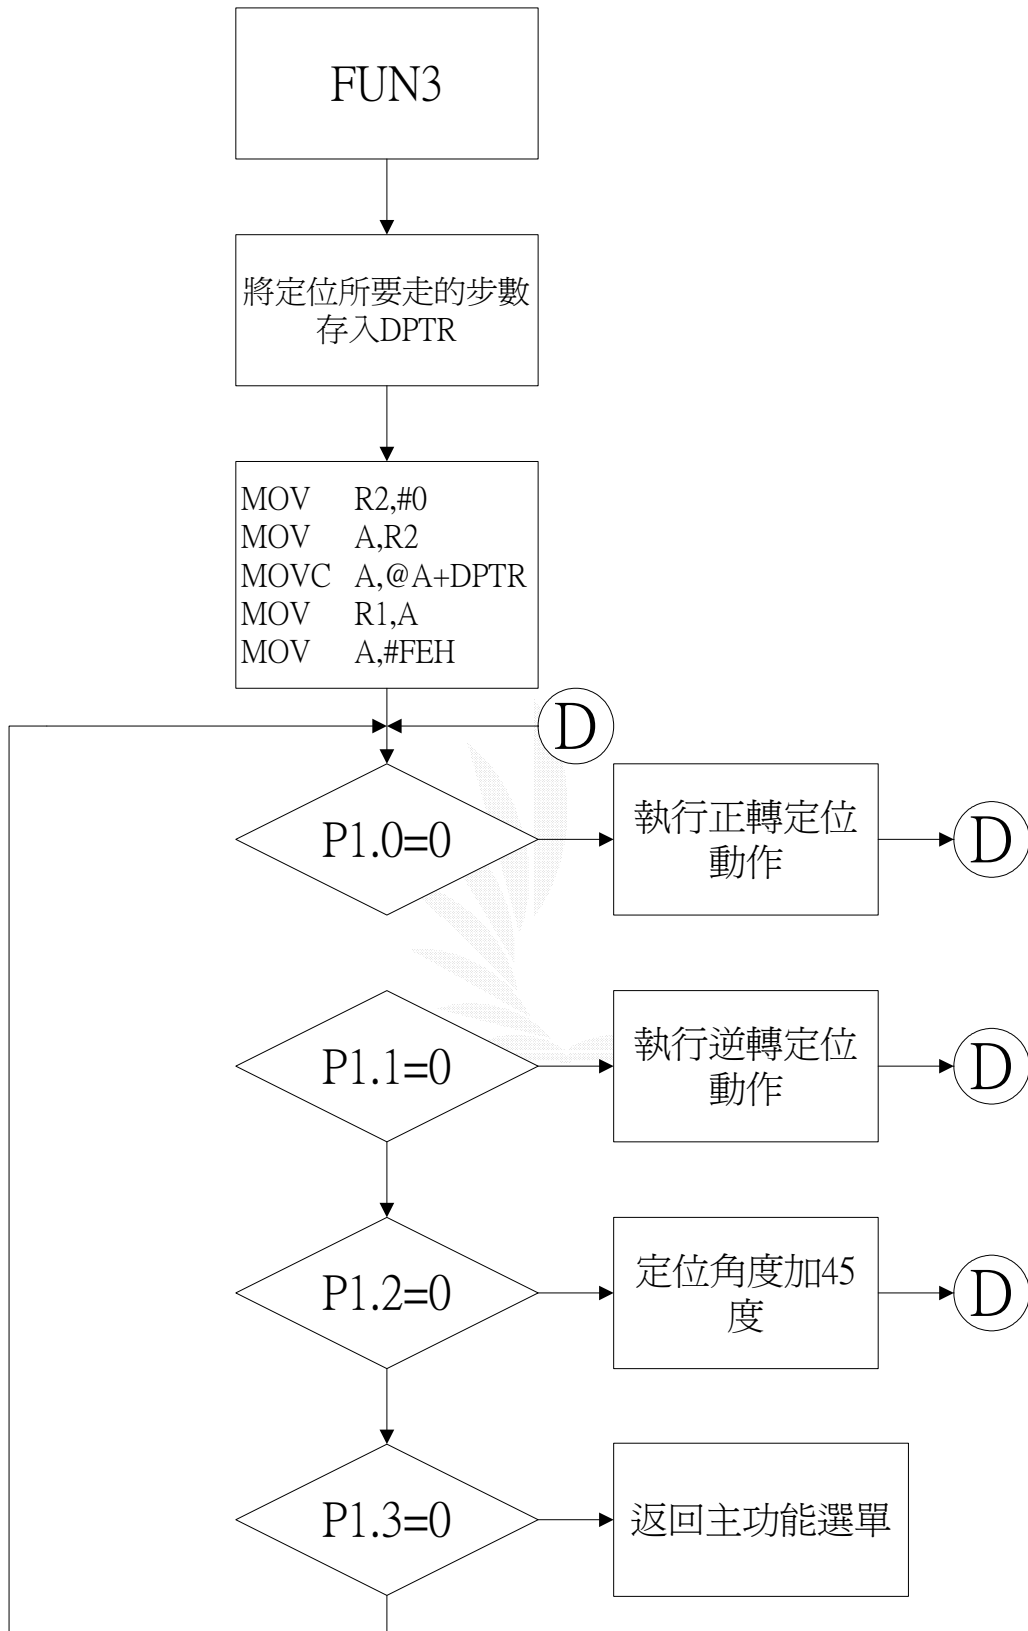 FUN3
將定位所要走的步數
存入DPTR
MOV R2,#0
MOV A,R2
MOVC A,@A+DPTR
MOV R1,A
MOV A,#FEH
D
P1.0=0
執行正轉定位
動作
D
P1.1=0
執行逆轉定位
動作
D
P1.2=0
定位角度加45
度
D
P1.3=0
返回主功能選單